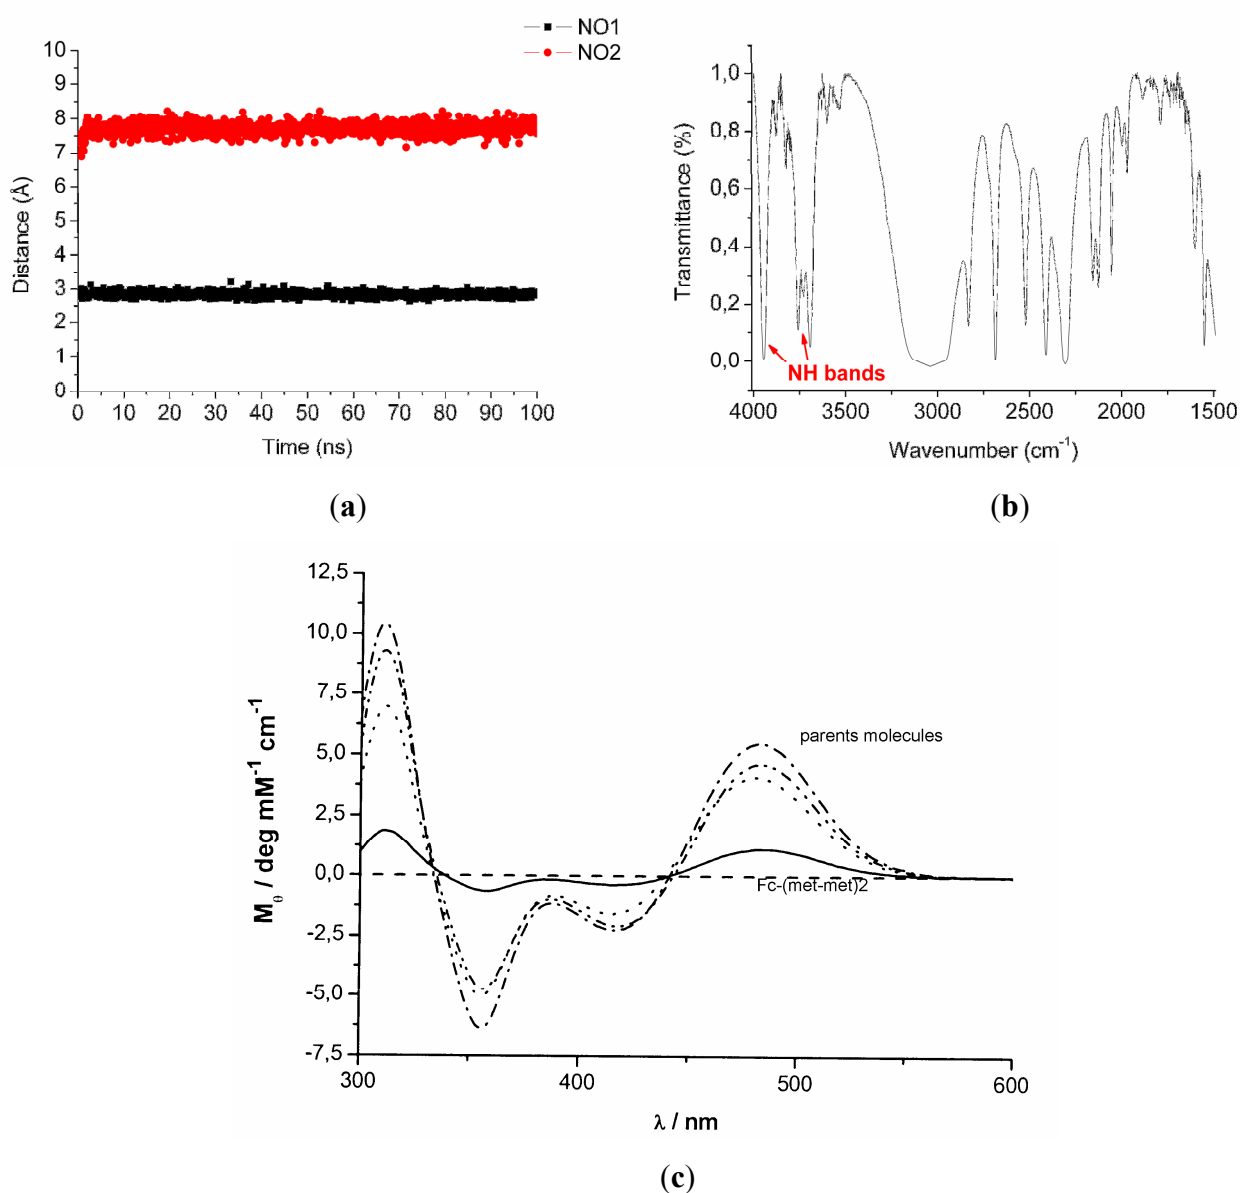 NO1
NO2
10
9
8
7
6
5
4
3
2
1
0
Distance (Å)
0 10 20 30 40 50 60 70 80 90 100
Time (ns)
(a)
1,0
0,8
0,6
0,4
0,2
0,0
Transmittance (%)
NH bands
4000 3500 3000 2500 2000 1500
Wavenumber (cm⁻¹)
(b)
12,5
10,0
7,5
5,0
2,5
0,0
-2,5
-5,0
-7,5
M_θ / deg mM⁻¹ cm⁻¹
parents molecules
Fc-(met-met)2
300 400 500 600
λ / nm
(c)